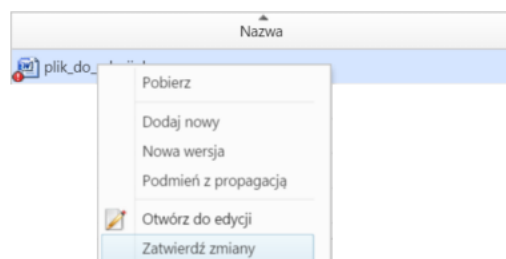 Nazwa
plik_do_
Pobierz
Dodaj nowy
Nowa wersja
Podmień z propagacją
Otwórz do edycji
Zatwierdź zmiany